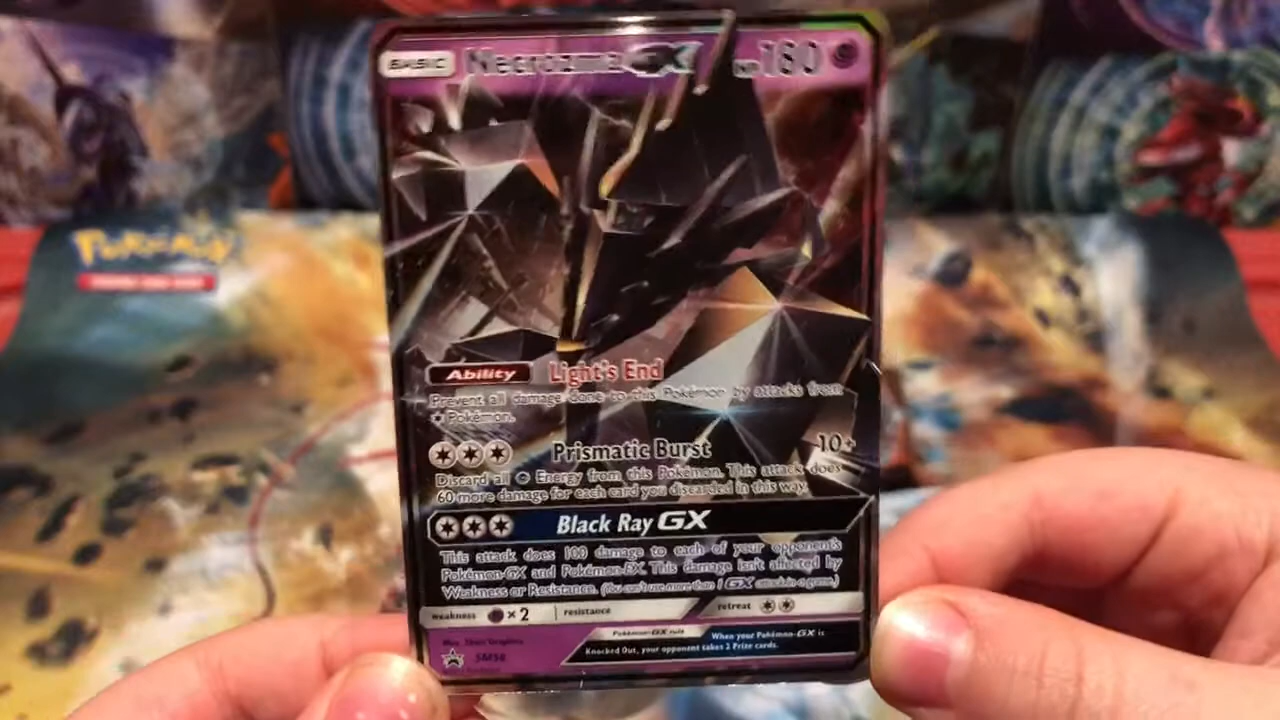 BASIC Necrozma GX HP 180
POKéMON
Ability Light's End
Prevent all damage done to this Pokémon by attacks from
Pokémon.
Prismatic Burst 10+
Discard all Energy from this Pokémon. This attack does
60 more damage for each card you discarded in this way.
Black Ray GX
This attack does 100 damage to each of your opponent's
Pokémon-GX and Pokémon-EX. This damage isn't affected by
Weakness or Resistance. (You can't use more than 1 GX attack in a game.)
weakness ×2 resistance retreat
Pokémon-GX rule When your Pokémon-GX is
Knocked Out, your opponent takes 2 Prize cards.